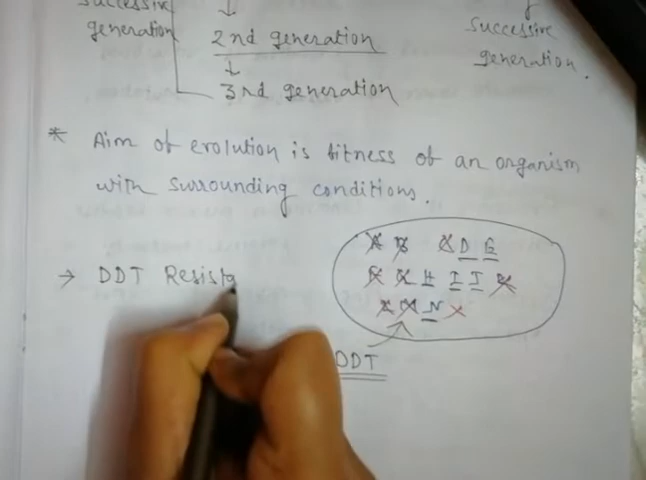 successive
generation
2nd generation
3rd generation
successive
generation.
* Aim of evolution is fitness of an organism
with surrounding conditions.
→ DDT Resista
D E
H I J
N
DDT